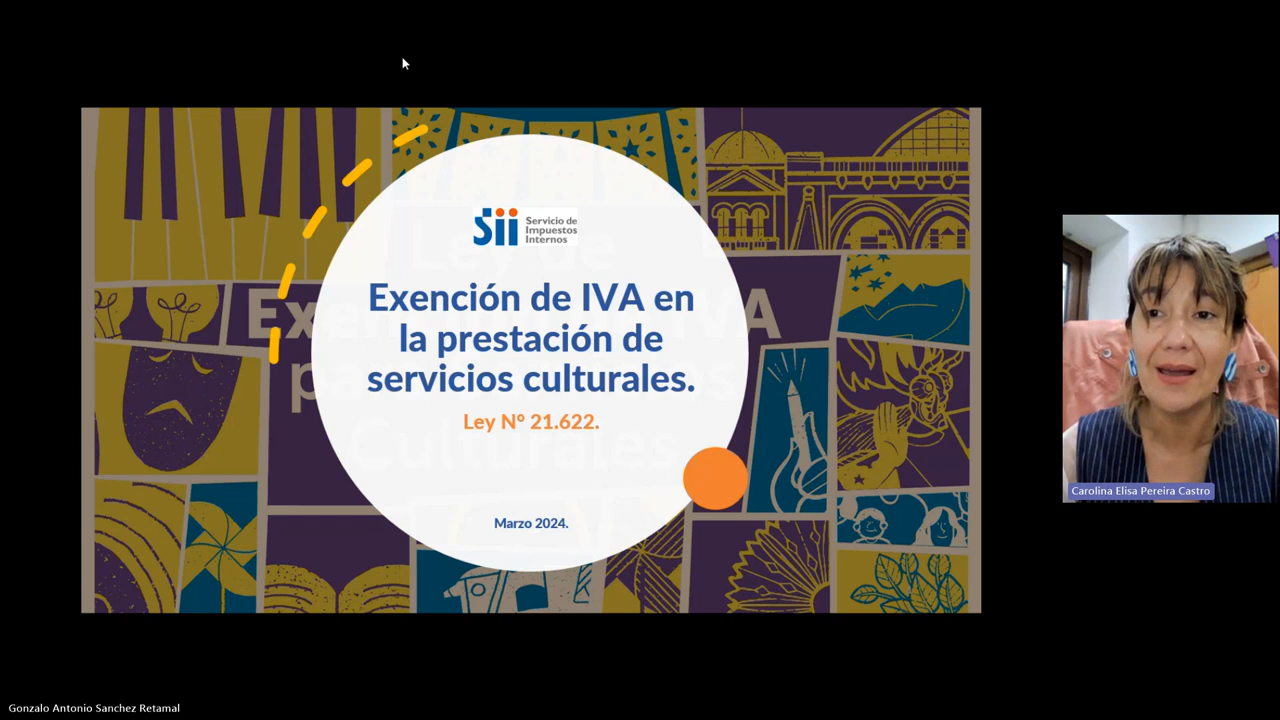 Sii Servicio de
Impuestos
Internos
Exención de IVA en
la prestación de
servicios culturales.
Ley N° 21.622.
Marzo 2024.
Carolina Elisa Pereira Castro
Gonzalo Antonio Sanchez Retamal